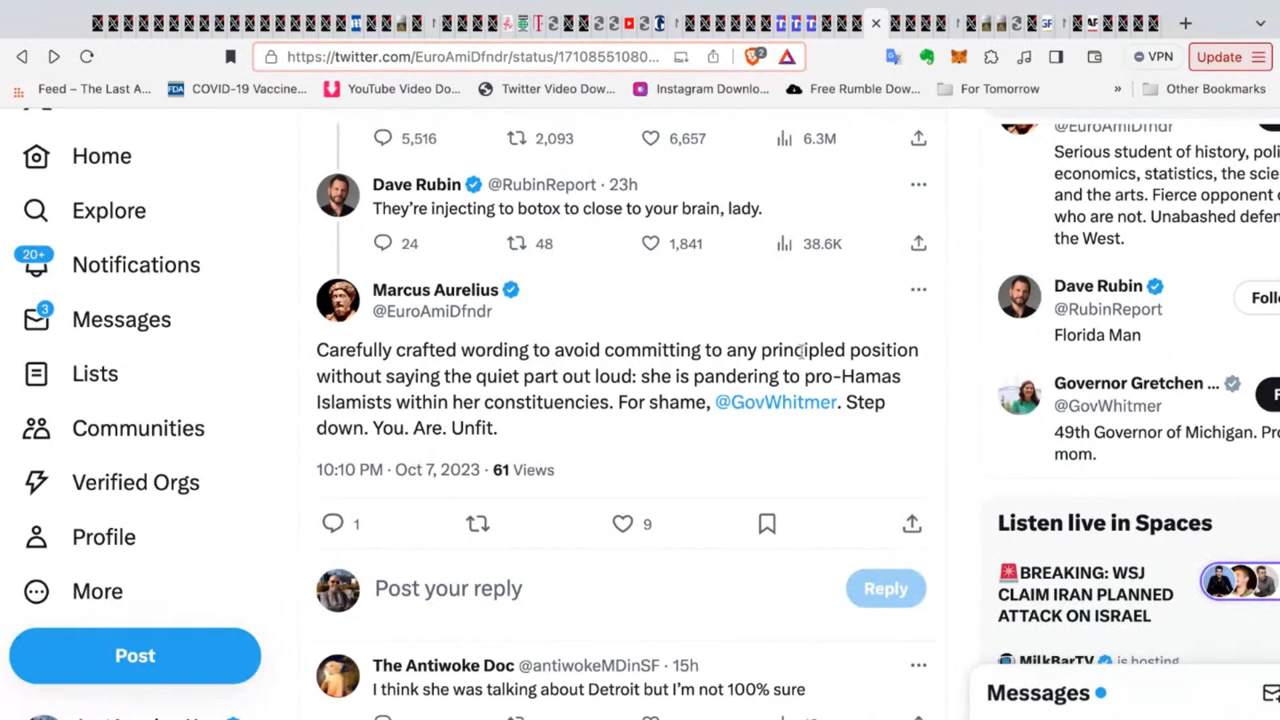 https://twitter.com/EuroAmiDfndr/status/17108551080...
2
VPN
Update
Feed – The Last A...
FDA
COVID-19 Vaccine...
YouTube Video Do...
Twitter Video Dow...
Instagram Downlo...
Free Rumble Dow...
For Tomorrow
»
Other Bookmarks
Home
Explore
20+
Notifications
3
Messages
Lists
Communities
Verified Orgs
Profile
More
Post
5,516
2,093
6,657
6.3M
Dave Rubin @RubinReport · 23h
They're injecting to botox to close to your brain, lady.
24
48
1,841
38.6K
Marcus Aurelius
@EuroAmiDfndr
Carefully crafted wording to avoid committing to any principled position
without saying the quiet part out loud: she is pandering to pro-Hamas
Islamists within her constituencies. For shame, @GovWhitmer. Step
down. You. Are. Unfit.
10:10 PM · Oct 7, 2023 · 61 Views
1
9
Post your reply
Reply
The Antiwoke Doc @antiwokeMDinSF · 15h
I think she was talking about Detroit but I'm not 100% sure
@EuroAmiDfndr
Serious student of history, poli
economics, statistics, the scie
and the arts. Fierce opponent
who are not. Unabashed defen
the West.
Dave Rubin
@RubinReport
Follo
Florida Man
Governor Gretchen ...
@GovWhitmer
F
49th Governor of Michigan. Pro
mom.
Listen live in Spaces
BREAKING: WSJ
CLAIM IRAN PLANNED
ATTACK ON ISRAEL
MilkBarTV is hosting
Messages